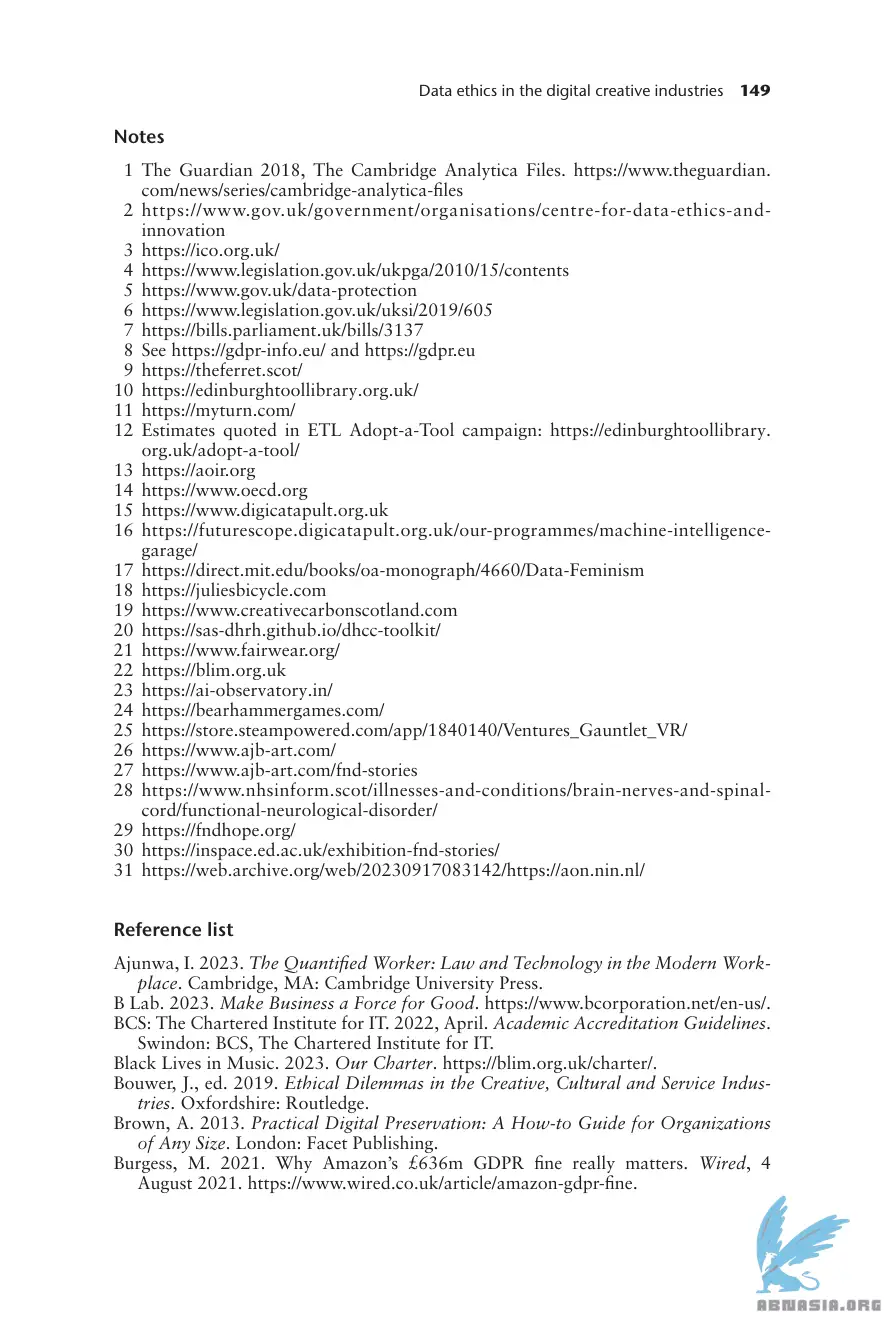 Data ethics in the digital creative industries 149
Notes
1 The Guardian 2018, The Cambridge Analytica Files. https://www.theguardian.
com/news/series/cambridge-analytica-files
2 https://www.gov.uk/government/organisations/centre-for-data-ethics-and-
innovation
3 https://ico.org.uk/
4 https://www.legislation.gov.uk/ukpga/2010/15/contents
5 https://www.gov.uk/data-protection
6 https://www.legislation.gov.uk/uksi/2019/605
7 https://bills.parliament.uk/bills/3137
8 See https://gdpr-info.eu/ and https://gdpr.eu
9 https://theferret.scot/
10 https://edinburghtoollibrary.org.uk/
11 https://myturn.com/
12 Estimates quoted in ETL Adopt-a-Tool campaign: https://edinburghtoollibrary.
org.uk/adopt-a-tool/
13 https://aoir.org
14 https://www.oecd.org
15 https://www.digicatapult.org.uk
16 https://futurescope.digicatapult.org.uk/our-programmes/machine-intelligence-
garage/
17 https://direct.mit.edu/books/oa-monograph/4660/Data-Feminism
18 https://juliesbicycle.com
19 https://www.creativecarbonscotland.com
20 https://sas-dhrh.github.io/dhcc-toolkit/
21 https://www.fairwear.org/
22 https://blim.org.uk
23 https://ai-observatory.in/
24 https://bearhammergames.com/
25 https://store.steampowered.com/app/1840140/Ventures_Gauntlet_VR/
26 https://www.ajb-art.com/
27 https://www.ajb-art.com/fnd-stories
28 https://www.nhsinform.scot/illnesses-and-conditions/brain-nerves-and-spinal-
cord/functional-neurological-disorder/
29 https://fndhope.org/
30 https://inspace.ed.ac.uk/exhibition-fnd-stories/
31 https://web.archive.org/web/20230917083142/https://aon.nin.nl/
Reference list
Ajunwa, I. 2023. The Quantified Worker: Law and Technology in the Modern Work-
place. Cambridge, MA: Cambridge University Press.
B Lab. 2023. Make Business a Force for Good. https://www.bcorporation.net/en-us/.
BCS: The Chartered Institute for IT. 2022, April. Academic Accreditation Guidelines.
Swindon: BCS, The Chartered Institute for IT.
Black Lives in Music. 2023. Our Charter. https://blim.org.uk/charter/.
Bouwer, J., ed. 2019. Ethical Dilemmas in the Creative, Cultural and Service Indus-
tries. Oxfordshire: Routledge.
Brown, A. 2013. Practical Digital Preservation: A How-to Guide for Organizations
of Any Size. London: Facet Publishing.
Burgess, M. 2021. Why Amazon's £636m GDPR fine really matters. Wired, 4
August 2021. https://www.wired.co.uk/article/amazon-gdpr-fine.
ABNASIA.ORG